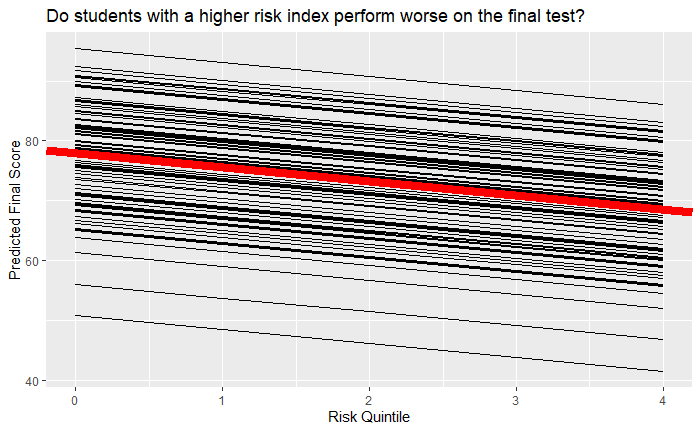 Do students with a higher risk index perform worse on the final test?
Predicted Final Score
80
60
40
0
1
2
3
4
Risk Quintile